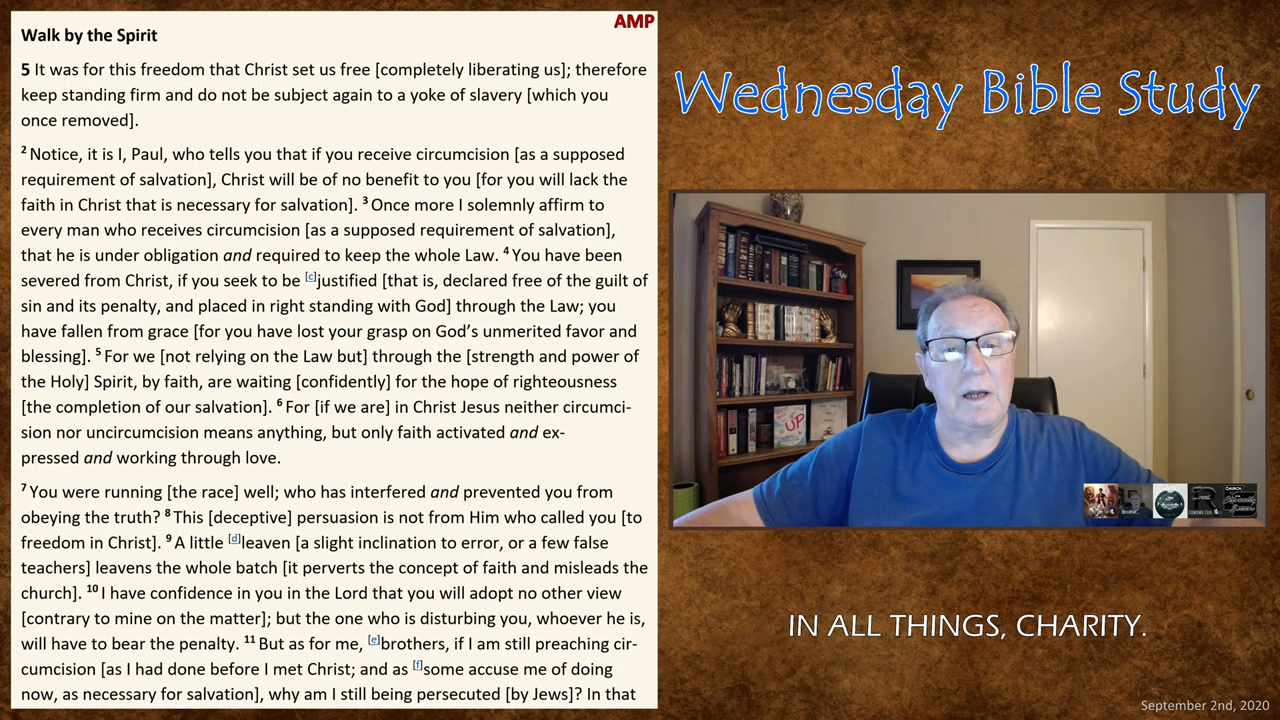 AMP
Walk by the Spirit
5 It was for this freedom that Christ set us free [completely liberating us]; therefore
keep standing firm and do not be subject again to a yoke of slavery [which you
once removed].
2 Notice, it is I, Paul, who tells you that if you receive circumcision [as a supposed
requirement of salvation], Christ will be of no benefit to you [for you will lack the
faith in Christ that is necessary for salvation]. 3 Once more I solemnly affirm to
every man who receives circumcision [as a supposed requirement of salvation],
that he is under obligation and required to keep the whole Law. 4 You have been
severed from Christ, if you seek to be [c]justified [that is, declared free of the guilt of
sin and its penalty, and placed in right standing with God] through the Law; you
have fallen from grace [for you have lost your grasp on God’s unmerited favor and
blessing]. 5 For we [not relying on the Law but] through the [strength and power of
the Holy] Spirit, by faith, are waiting [confidently] for the hope of righteousness
[the completion of our salvation]. 6 For [if we are] in Christ Jesus neither circumci-
sion nor uncircumcision means anything, but only faith activated and ex-
pressed and working through love.
7 You were running [the race] well; who has interfered and prevented you from
obeying the truth? 8 This [deceptive] persuasion is not from Him who called you [to
freedom in Christ]. 9 A little [d]leaven [a slight inclination to error, or a few false
teachers] leavens the whole batch [it perverts the concept of faith and misleads the
church]. 10 I have confidence in you in the Lord that you will adopt no other view
[contrary to mine on the matter]; but the one who is disturbing you, whoever he is,
will have to bear the penalty. 11 But as for me, [e]brothers, if I am still preaching cir-
cumcision [as I had done before I met Christ; and as [f]some accuse me of doing
now, as necessary for salvation], why am I still being persecuted [by Jews]? In that
Wednesday Bible Study
UP
IN ALL THINGS, CHARITY.
September 2nd, 2020